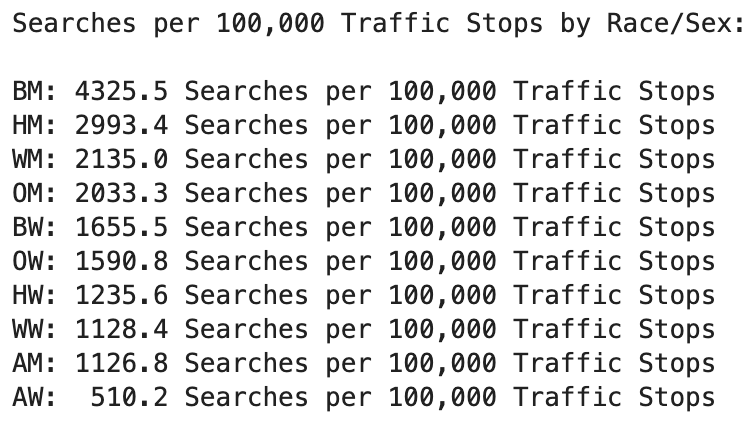 Searches per 100,000 Traffic Stops by Race/Sex:
BM: 4325.5 Searches per 100,000 Traffic Stops
HM: 2993.4 Searches per 100,000 Traffic Stops
WM: 2135.0 Searches per 100,000 Traffic Stops
OM: 2033.3 Searches per 100,000 Traffic Stops
BW: 1655.5 Searches per 100,000 Traffic Stops
OW: 1590.8 Searches per 100,000 Traffic Stops
HW: 1235.6 Searches per 100,000 Traffic Stops
WW: 1128.4 Searches per 100,000 Traffic Stops
AM: 1126.8 Searches per 100,000 Traffic Stops
AW:  510.2 Searches per 100,000 Traffic Stops